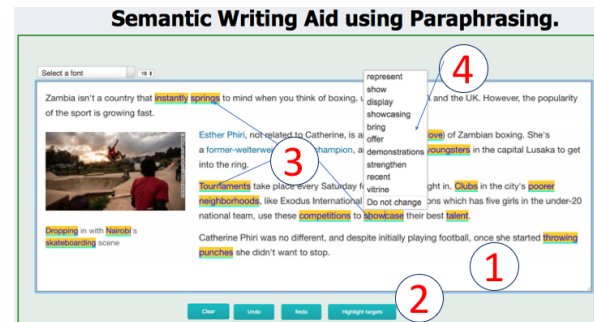 Semantic Writing Aid using Paraphrasing.
Select a font
18
Zambia isn't a country that instantly springs to mind when you think of boxing, and the UK. However, the popularity
of the sport is growing fast.
Esther Phiri, not related to Catherine, is a ove) of Zambian boxing. She's
a former-welterwe champion, a youngsters in the capital Lusaka to get
into the ring.
Tournaments take place every Saturday ght in. Clubs in the city's poorer
neighborhoods, like Exodus International ons which has five girls in the under-20
national team, use these competitions to showcase their best talent.
Catherine Phiri was no different, and despite initially playing football, once she started throwing
punches she didn't want to stop.
Dropping in with Nairobi's
skateboarding scene
represent
show
display
showcasing
bring
offer
demonstrations
strengthen
recent
vitrine
Do not change
4
3
1
2
Clear
Undo
Redo
Highlight targets